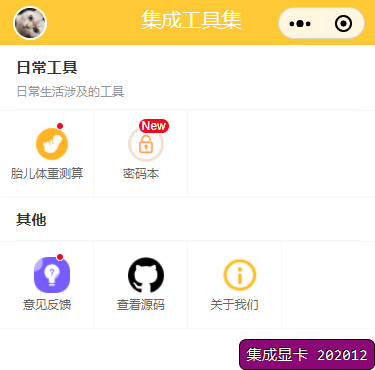 集成工具集
日常工具
日常生活涉及的工具
New
胎儿体重测算
密码本
其他
意见反馈
查看源码
关于我们
集成显卡 202012